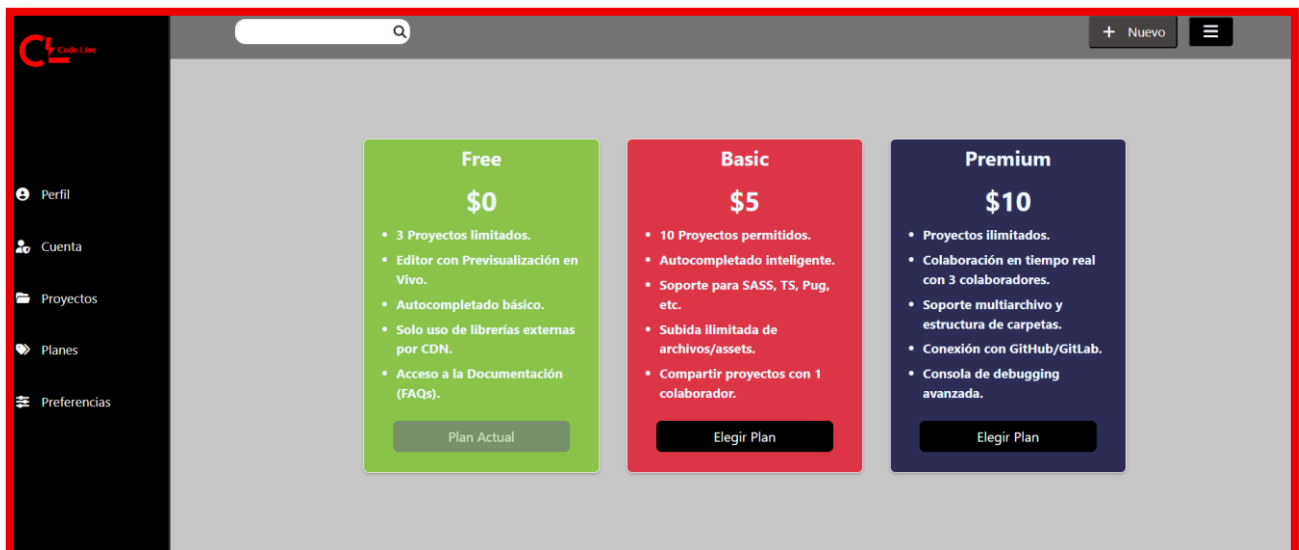 CL Code Live
+ Nuevo
Perfil
Cuenta
Proyectos
Planes
Preferencias
Free
$0
• 3 Proyectos limitados.
• Editor con Previsualización en
Vivo.
• Autocompletado básico.
• Solo uso de librerías externas
por CDN.
• Acceso a la Documentación
(FAQs).
Plan Actual
Basic
$5
• 10 Proyectos permitidos.
• Autocompletado inteligente.
• Soporte para SASS, TS, Pug,
etc.
• Subida ilimitada de
archivos/assets.
• Compartir proyectos con 1
colaborador.
Elegir Plan
Premium
$10
• Proyectos ilimitados.
• Colaboración en tiempo real
con 3 colaboradores.
• Soporte multiarchivo y
estructura de carpetas.
• Conexión con GitHub/GitLab.
• Consola de debugging
avanzada.
Elegir Plan